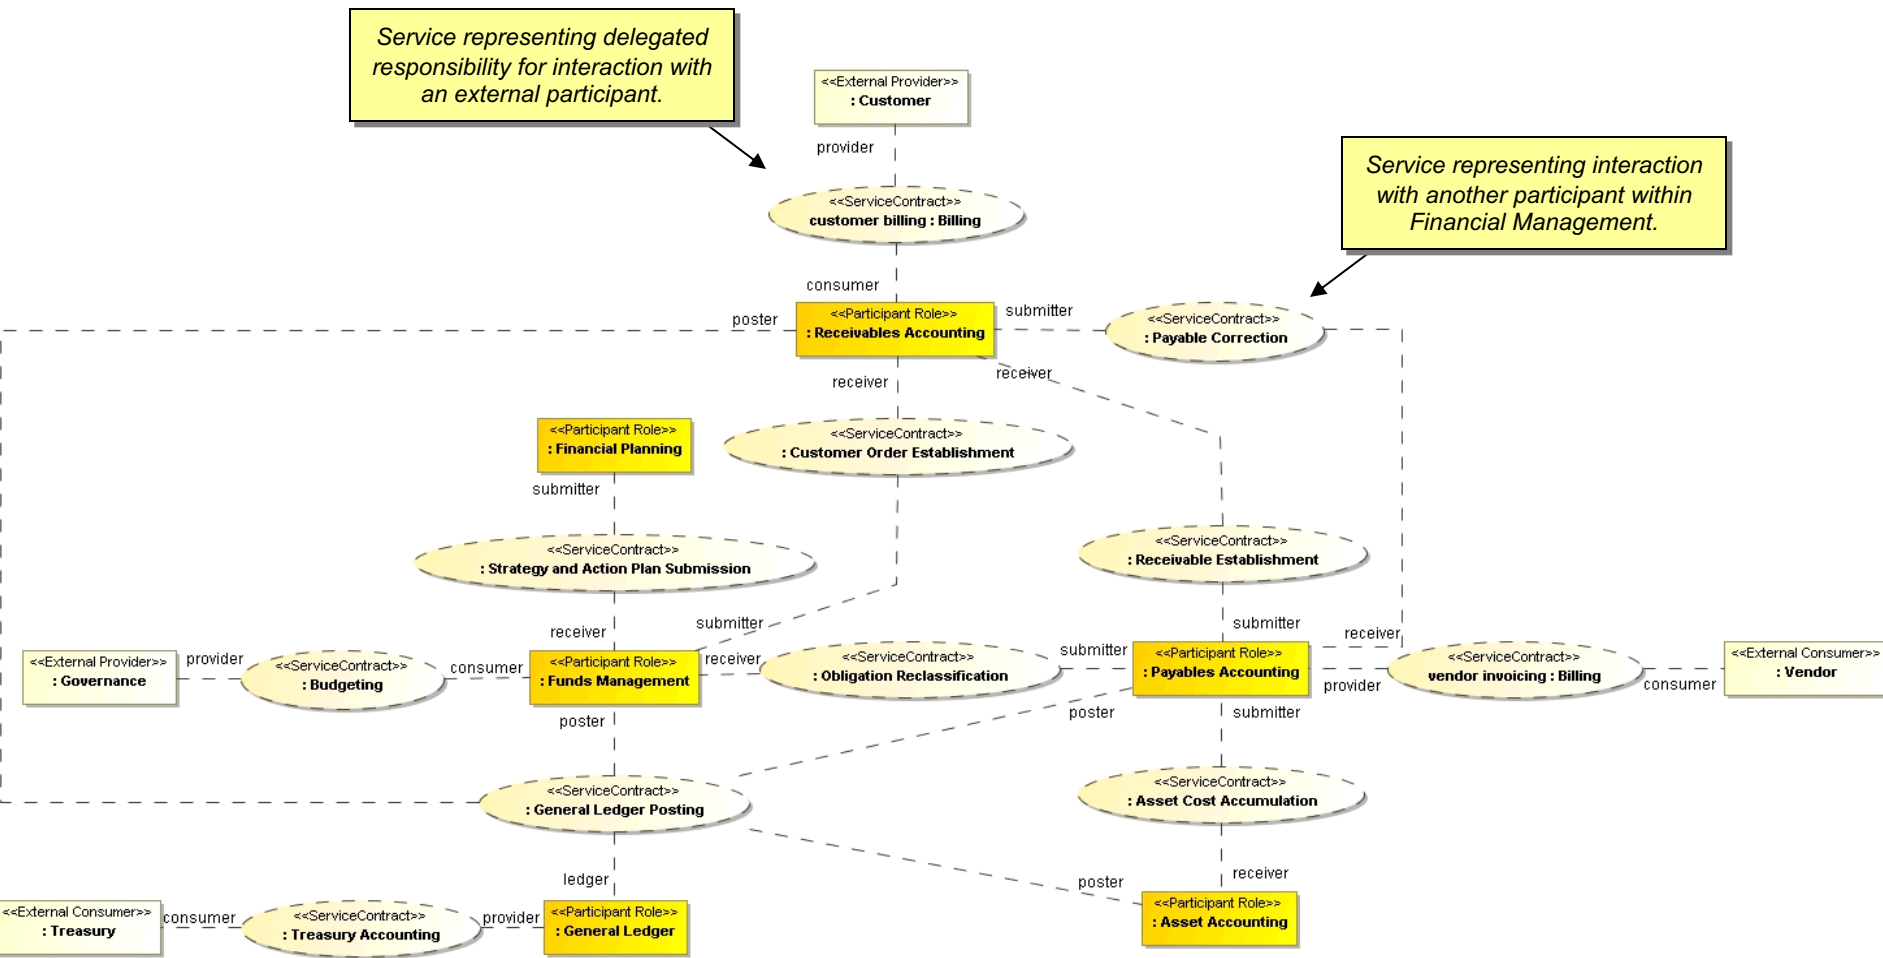 Service representing delegated
responsibility for interaction with
an external participant.
<<External Provider>>
: Customer
provider
Service representing interaction
with another participant within
Financial Management.
<<ServiceContract>>
customer billing : Billing
consumer
poster
<<Participant Role>>
: Receivables Accounting
submitter
<<ServiceContract>>
: Payable Correction
receiver
receiver
<<Participant Role>>
: Financial Planning
<<ServiceContract>>
: Customer Order Establishment
submitter
<<ServiceContract>>
: Strategy and Action Plan Submission
<<ServiceContract>>
: Receivable Establishment
receiver
submitter
submitter
receiver
<<External Provider>>
: Governance
provider
<<ServiceContract>>
: Budgeting
consumer
<<Participant Role>>
: Funds Management
receiver
<<ServiceContract>>
: Obligation Reclassification
submitter
<<Participant Role>>
: Payables Accounting
provider
<<ServiceContract>>
vendor invoicing : Billing
consumer
<<External Consumer>>
: Vendor
poster
poster
submitter
<<ServiceContract>>
: General Ledger Posting
<<ServiceContract>>
: Asset Cost Accumulation
ledger
poster
receiver
<<External Consumer>>
: Treasury
consumer
<<ServiceContract>>
: Treasury Accounting
provider
<<Participant Role>>
: General Ledger
<<Participant Role>>
: Asset Accounting